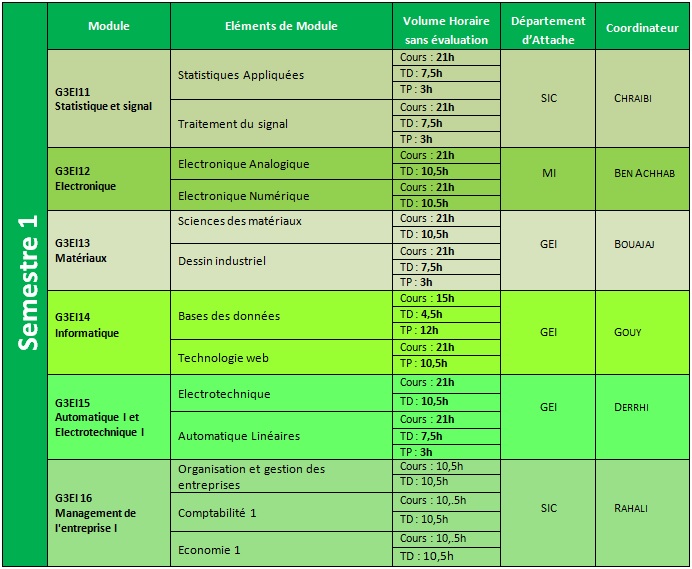 Semestre 1
Module
Eléments de Module
Volume Horaire
sans évaluation
Département
d'Attache
Coordinateur
G3EI11
Statistique et signal
Statistiques Appliquées
Cours : 21h
TD : 7,5h
TP : 3h
Traitement du signal
Cours : 21h
TD : 7,5h
TP : 3h
SIC
CHRAIBI
G3EI12
Electronique
Electronique Analogique
Cours : 21h
TD : 10,5h
Electronique Numérique
Cours : 21h
TD : 10.5h
MI
BEN ACHHAB
G3EI13
Matériaux
Sciences des matériaux
Cours : 21h
TD : 10,5h
Dessin industriel
Cours : 21h
TD : 7,5h
TP : 3h
GEI
BOUAJAJ
G3EI14
Informatique
Bases des données
Cours : 15h
TD : 4,5h
TP : 12h
Technologie web
Cours : 21h
TP : 10,5h
GEI
GOUY
G3EI15
Automatique I et
Electrotechnique I
Electrotechnique
Cours : 21h
TD : 10,5h
Automatique Linéaires
Cours : 21h
TD : 7,5h
TP : 3h
GEI
DERRHI
G3EI 16
Management de
l'entreprise I
Organisation et gestion des
entreprises
Cours : 10,5h
TD : 10,5h
Comptabilité 1
Cours : 10,.5h
TD : 10,5h
Economie 1
Cours : 10,.5h
TD : 10,5h
SIC
RAHALI